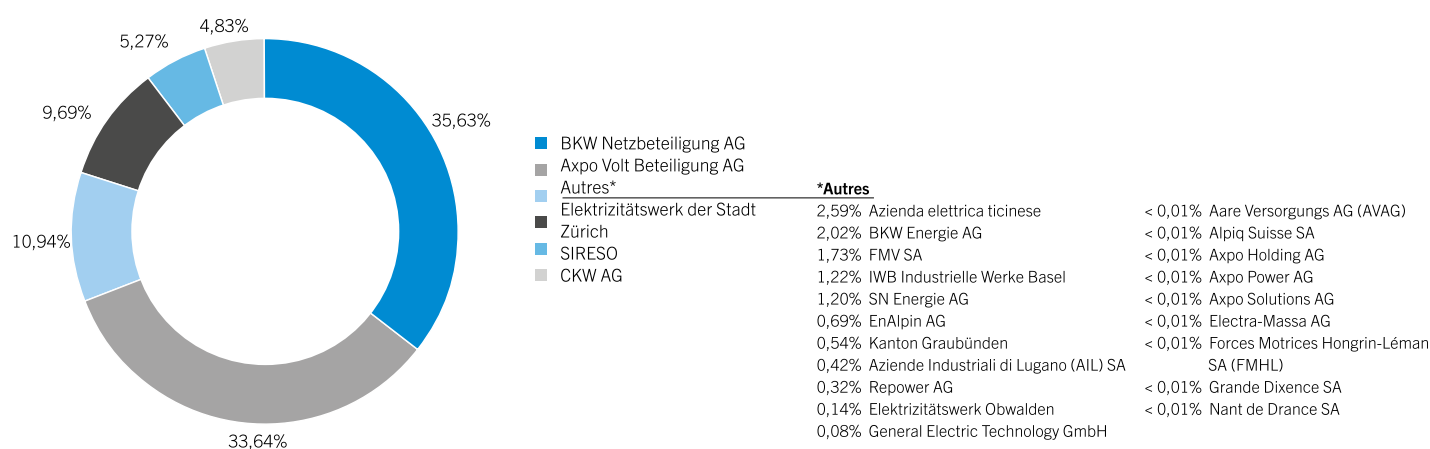 4,83%
5,27%
9,69%
35,63%
10,94%
33,64%
BKW Netzbeteiligung AG
Axpo Volt Beteiligung AG
Autres*
Elektrizitätswerk der Stadt
Zürich
SIRESO
CKW AG
*Autres
2,59% Azienda elettrica ticinese
2,02% BKW Energie AG
1,73% FMV SA
1,22% IWB Industrielle Werke Basel
1,20% SN Energie AG
0,69% EnAlpin AG
0,54% Kanton Graubünden
0,42% Aziende Industriali di Lugano (AIL) SA
0,32% Repower AG
0,14% Elektrizitätswerk Obwalden
0,08% General Electric Technology GmbH
< 0,01% Aare Versorgungs AG (AVAG)
< 0,01% Alpiq Suisse SA
< 0,01% Axpo Holding AG
< 0,01% Axpo Power AG
< 0,01% Axpo Solutions AG
< 0,01% Electra-Massa AG
< 0,01% Forces Motrices Hongrin-Léman
SA (FMHL)
< 0,01% Grande Dixence SA
< 0,01% Nant de Drance SA